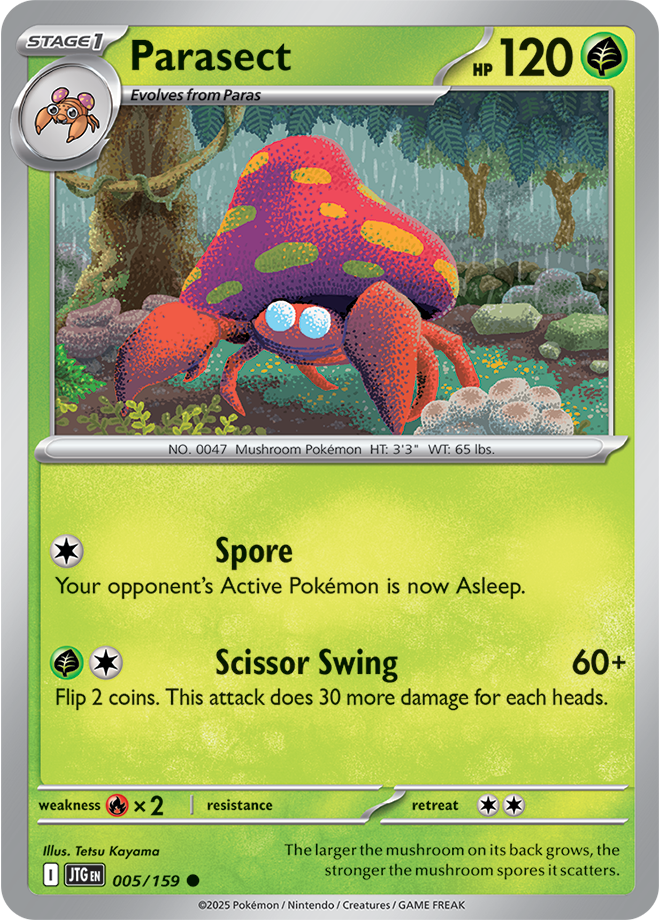 STAGE1
Parasect
HP 120
Evolves from Paras
NO. 0047 Mushroom Pokémon HT: 3'3" WT: 65 lbs.
Spore
Your opponent's Active Pokémon is now Asleep.
Scissor Swing 60+
Flip 2 coins. This attack does 30 more damage for each heads.
weakness ×2 resistance retreat
Illus. Tetsu Kayama
The larger the mushroom on its back grows, the
stronger the mushroom spores it scatters.
I JTG EN 005/159
©2025 Pokémon / Nintendo / Creatures / GAME FREAK